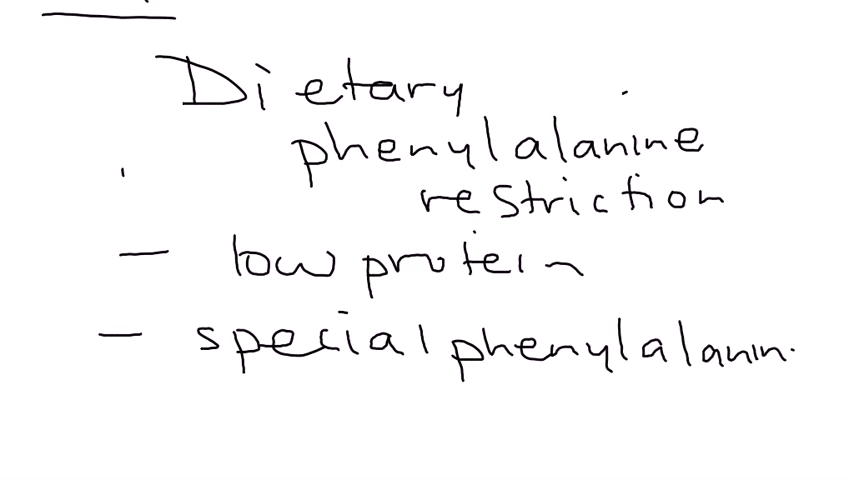 Dietary
phenylalanine
restriction
— low protein
— special phenylalanin